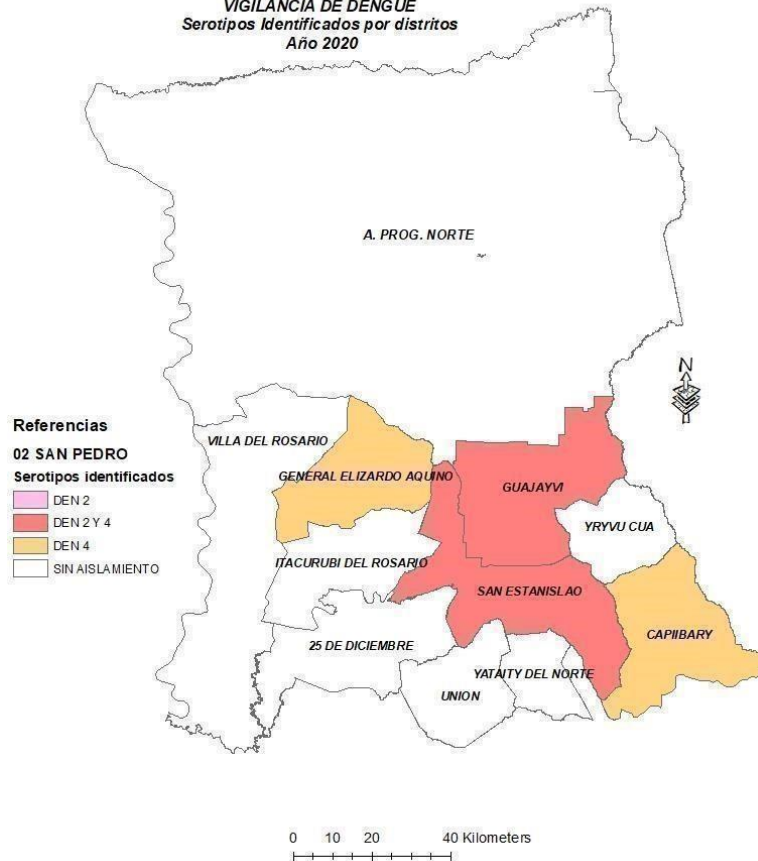 VIGILANCIA DE DENGUE
Serotipos Identificados por distritos
Año 2020
A. PROG. NORTE
N
VILLA DEL ROSARIO
GENERAL ELIZARDO AQUINO
GUAJAYVI
YRYVU CUA
ITACURUBI DEL ROSARIO
SAN ESTANISLAO
CAPIIBARY
25 DE DICIEMBRE
YATAITY DEL NORTE
UNION
Referencias
02 SAN PEDRO
Serotipos identificados
DEN 2
DEN 2 Y 4
DEN 4
SIN AISLAMIENTO
0 10 20 40 Kilometers